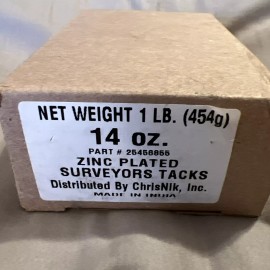 NET WEIGHT 1 LB. (454g)
14 oz.
PART # 25456855
ZINC PLATED
SURVEYORS TACKS
Distributed By ChrisNik, Inc.
MADE IN INDIA